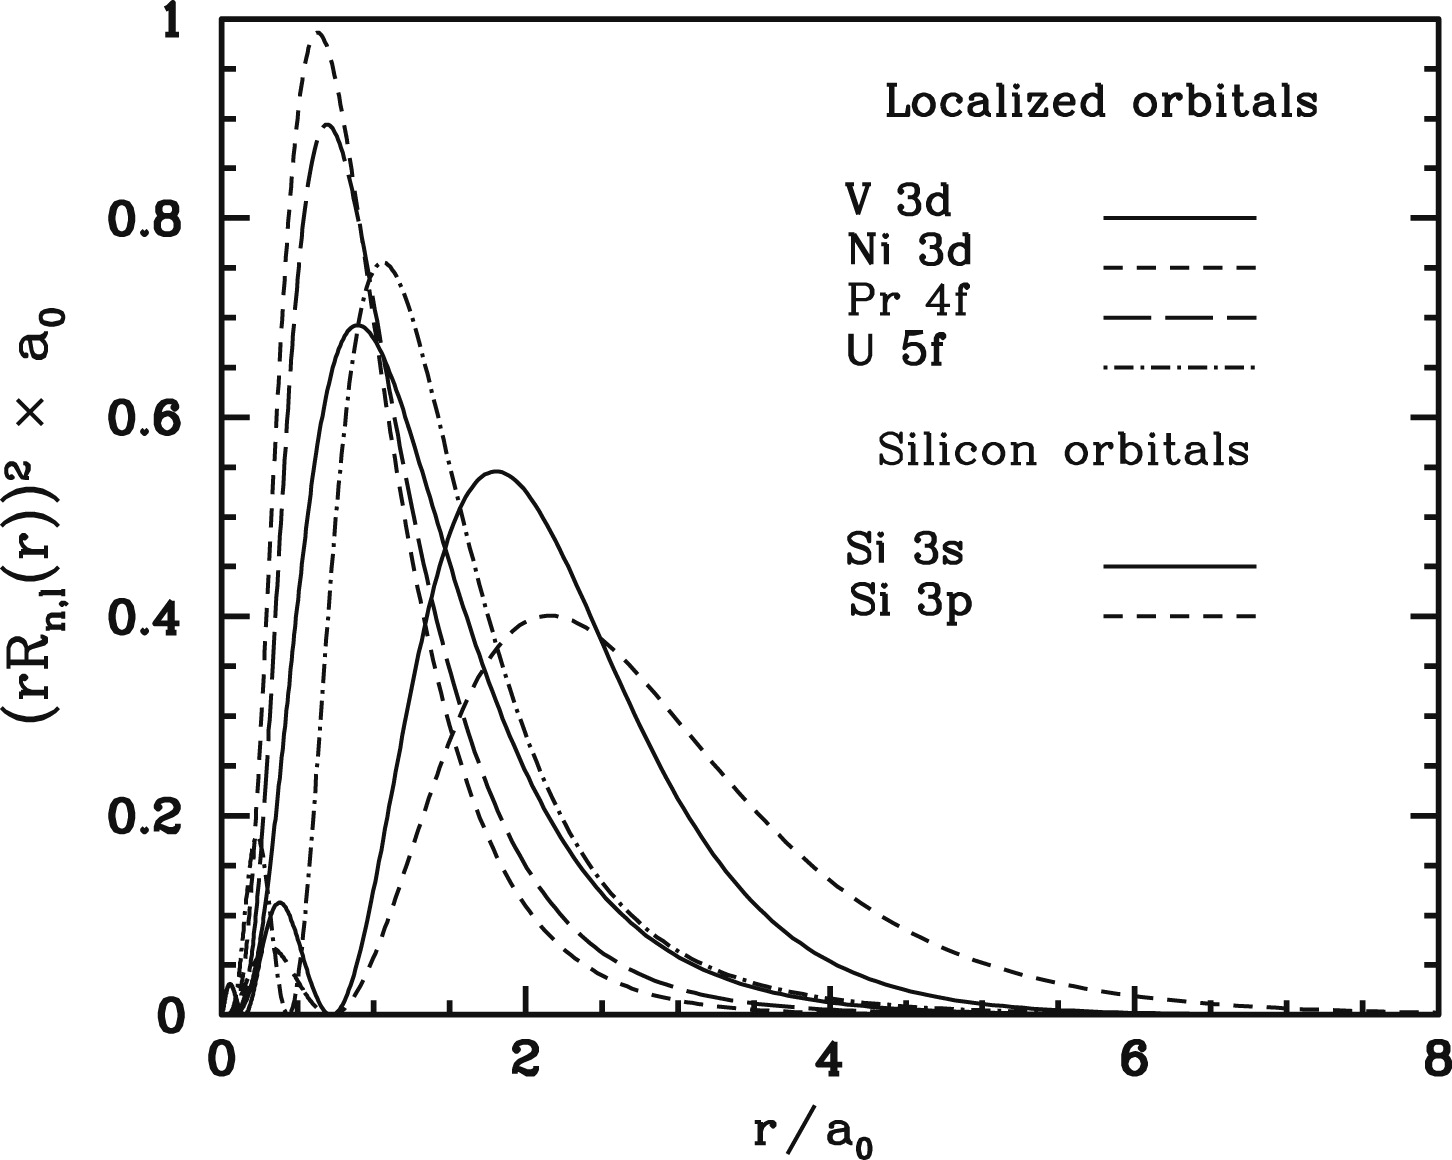 1
0.8
0.6
0.4
0.2
0
0 2 4 6 8
(rR_{n,l}(r))² × a₀
r/a₀
Localized orbitals
V 3d
Ni 3d
Pr 4f
U 5f
Silicon orbitals
Si 3s
Si 3p